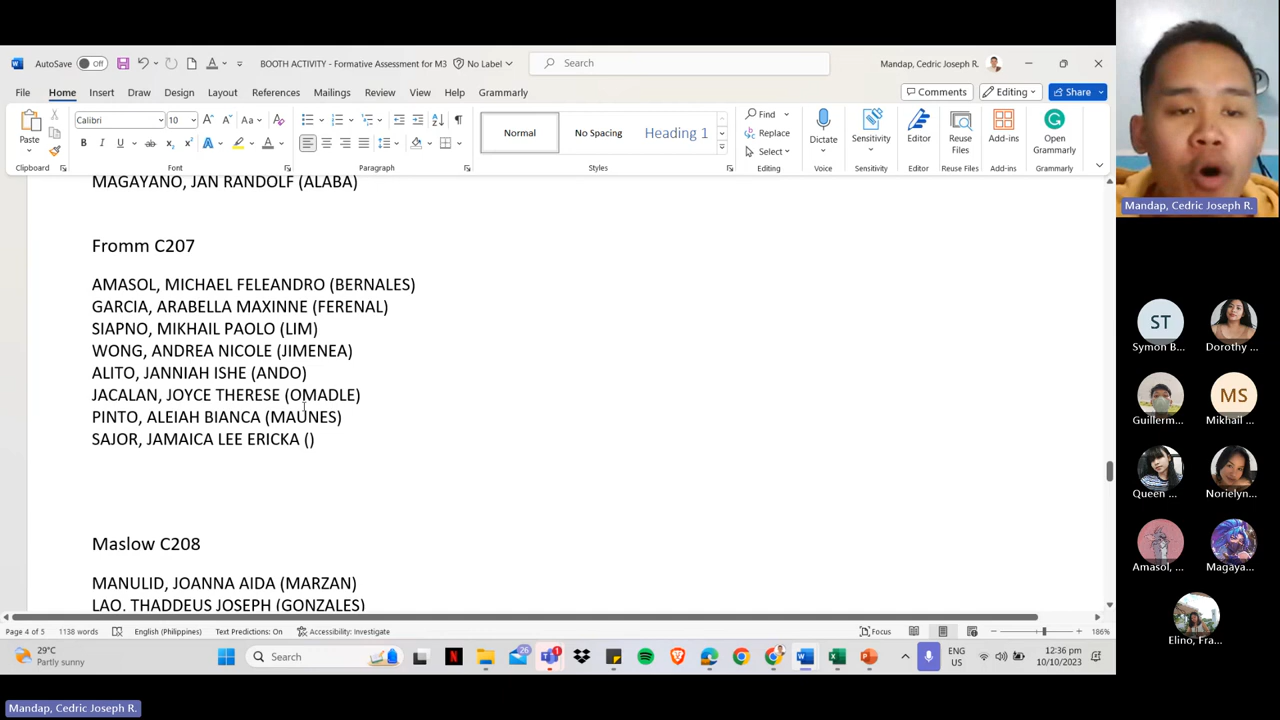 AutoSave Off
BOOTH ACTIVITY - Formative Assessment for M3
No Label
Search
Mandap, Cedric Joseph R.
File Home Insert Draw Design Layout References Mailings Review View Help Grammarly
Comments Editing Share
Calibri 10
Paste
Find
Replace
Select
Normal No Spacing Heading 1
Dictate Sensitivity Editor Reuse Files Add-ins Open Grammarly
Clipboard Font Paragraph Styles Editing Voice Sensitivity Editor Reuse Files Add-ins Grammarly
MAGAYANO, JAN RANDOLF (ALABA)
Fromm C207
AMASOL, MICHAEL FELEANDRO (BERNALES)
GARCIA, ARABELLA MAXINNE (FERENAL)
SIAPNO, MIKHAIL PAOLO (LIM)
WONG, ANDREA NICOLE (JIMENEA)
ALITO, JANNIAH ISHE (ANDO)
JACALAN, JOYCE THERESE (OMADLE)
PINTO, ALEIAH BIANCA (MAUNES)
SAJOR, JAMAICA LEE ERICKA ()
Maslow C208
MANULID, JOANNA AIDA (MARZAN)
LAO, THADDEUS JOSEPH (GONZALES)
Page 4 of 5 1138 words English (Philippines) Text Predictions: On Accessibility: Investigate Focus 186%
29°C
Partly sunny
Search
26
1
ENG
US
12:36 pm
10/10/2023
Mandap, Cedric Joseph R.
ST
Symon B... Dorothy ...
MS
Guillerm... Mikhail ...
Queen ... Norielyn...
Amasol, ... Magaya...
Elino, Fra...
Mandap, Cedric Joseph R.